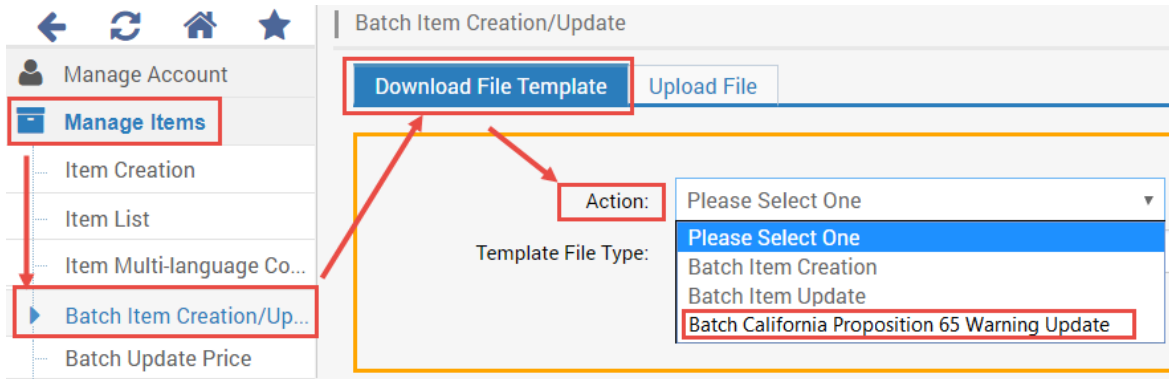 Batch Item Creation/Update
Manage Account
Manage Items
Item Creation
Item List
Item Multi-language Co...
Batch Item Creation/Up...
Batch Update Price
Download File Template
Upload File
Action:
Please Select One
Please Select One
Batch Item Creation
Batch Item Update
Batch California Proposition 65 Warning Update
Template File Type: